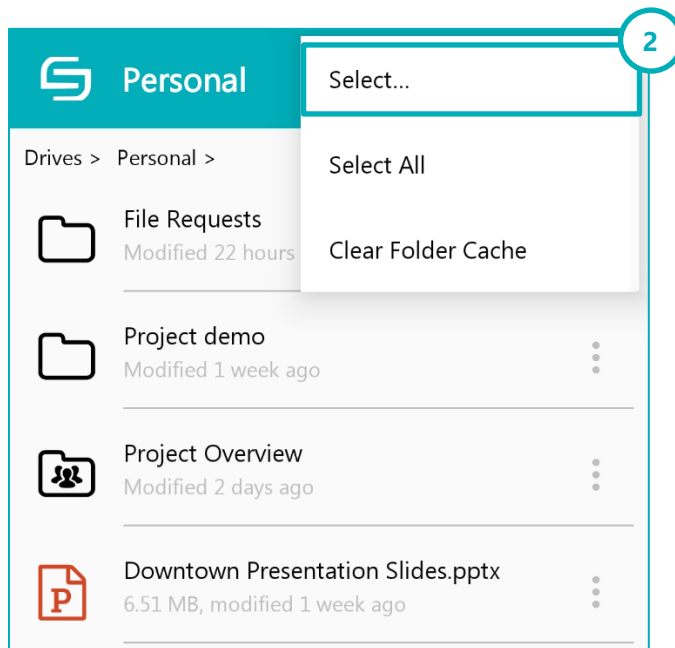 2
Personal
Select...
Drives > Personal >
Select All
File Requests
Modified 22 hours
Clear Folder Cache
Project demo
Modified 1 week ago
Project Overview
Modified 2 days ago
P
Downtown Presentation Slides.pptx
6.51 MB, modified 1 week ago